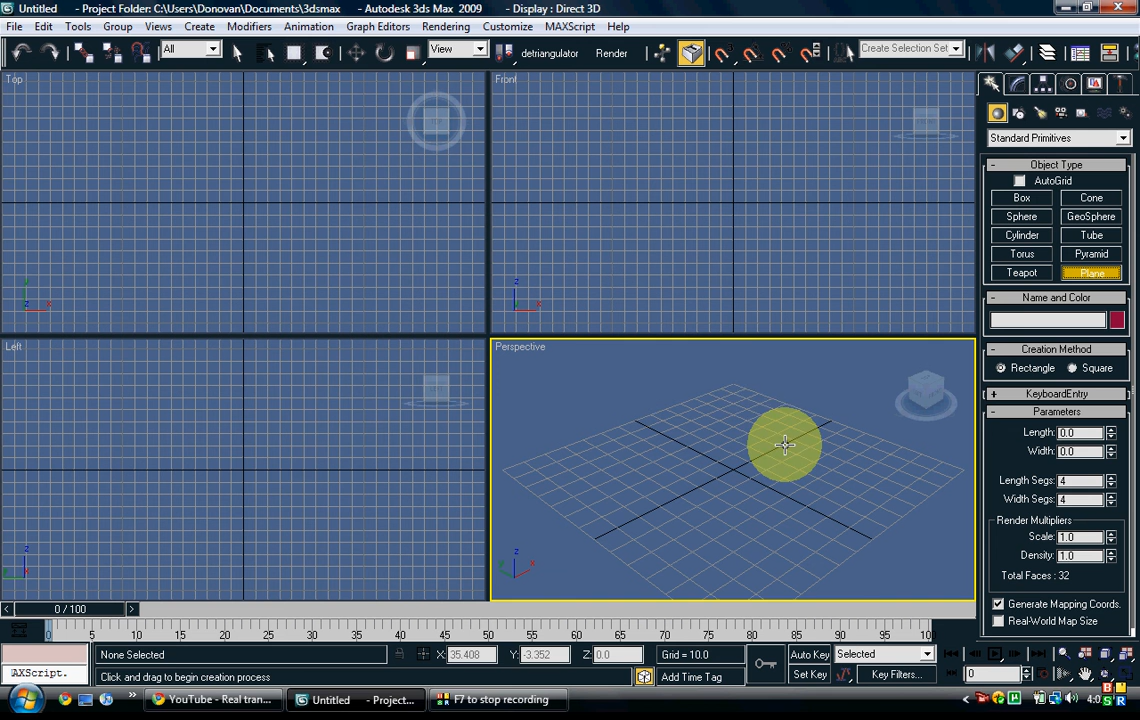 Untitled - Project Folder: C:\Users\Donovan\Documents\3dsmax - Autodesk 3ds Max 2009 - Display : Direct 3D
File Edit Tools Group Views Create Modifiers Animation Graph Editors Rendering Customize MAXScript Help
All View detriangulator Render Create Selection Set
Top
Front
Left
Perspective
Standard Primitives
- Object Type
AutoGrid
Box Cone
Sphere GeoSphere
Cylinder Tube
Torus Pyramid
Teapot Plane
- Name and Color
- Creation Method
Rectangle Square
+ KeyboardEntry
- Parameters
Length: 0.0
Width: 0.0
Length Segs: 4
Width Segs: 4
Render Multipliers
Scale: 1.0
Density: 1.0
Total Faces : 32
Generate Mapping Coords.
Real-World Map Size
< 0 / 100 >
0 5 10 15 20 25 30 35 40 45 50 55 60 65 70 75 80 85 90 95 100
None Selected X: 35.408 Y: -3.352 Z: 0.0 Grid = 10.0 Auto Key Selected
AXScript. Click and drag to begin creation process Add Time Tag Set Key Key Filters... 0
YouTube - Real tran... Untitled - Project... F7 to stop recording